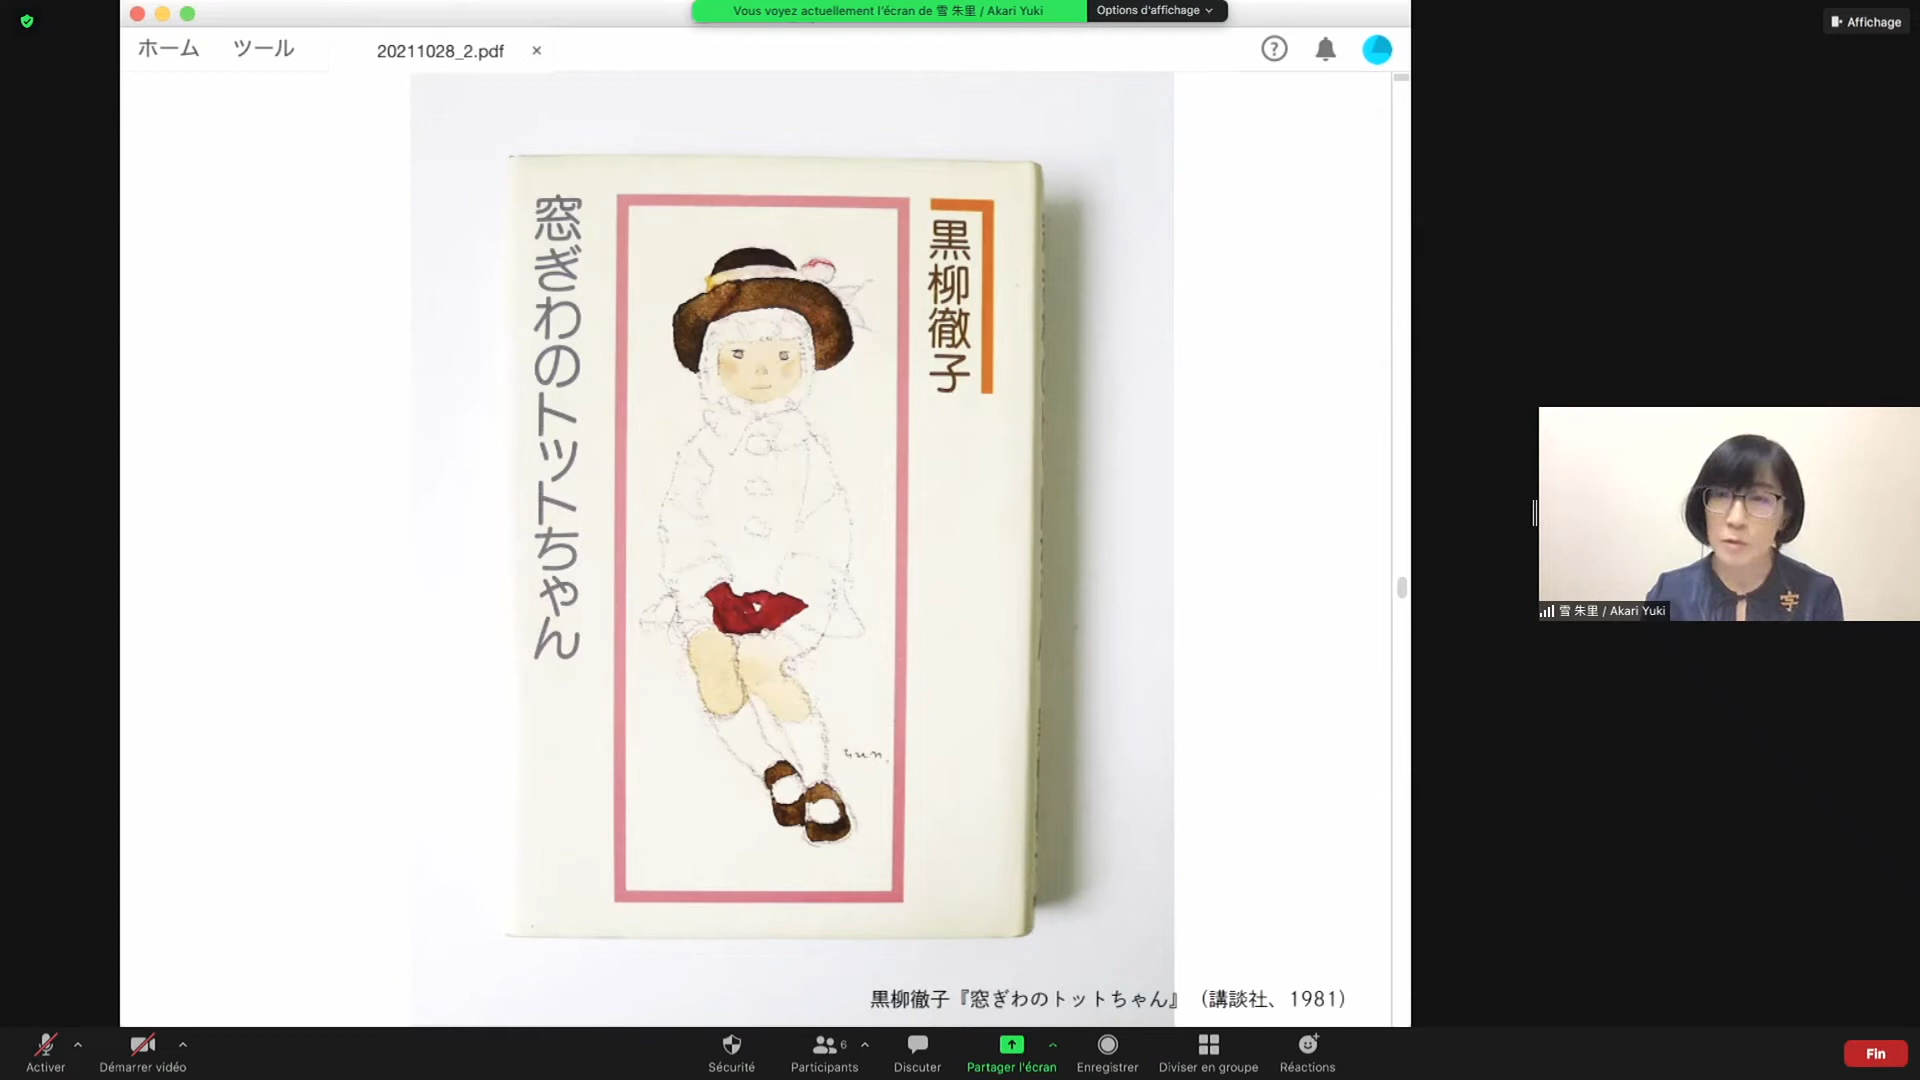 Vous voyez actuellement l'écran de 雪 朱里 / Akari Yuki
Options d'affichage
Affichage
ホーム
ツール
20211028_2.pdf
黒柳徹子
窓ぎわのトットちゃん
黒柳徹子『窓ぎわのトットちゃん』（講談社、1981）
字
雪 朱里 / Akari Yuki
Activer
Démarrer vidéo
Sécurité
6
Participants
Discuter
Partager l'écran
Enregistrer
Diviser en groupe
Réactions
Fin